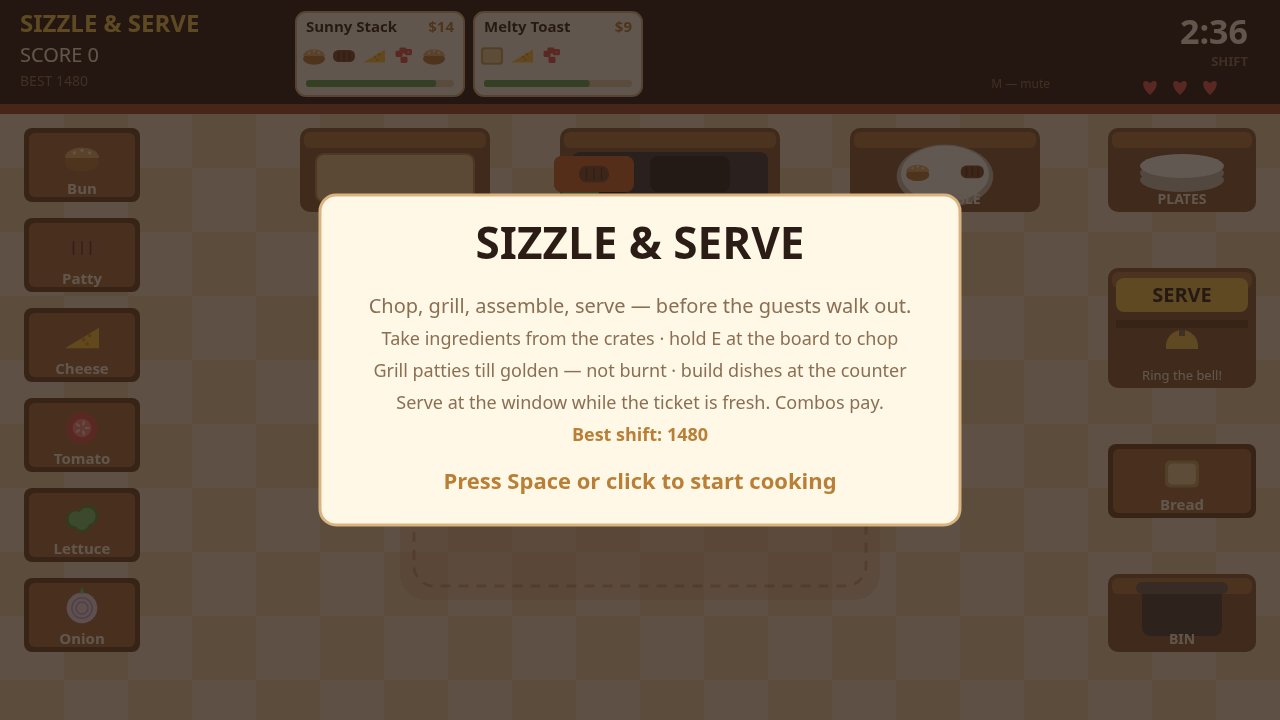 SIZZLE & SERVE
SCORE 0
BEST 1480
Sunny Stack $14
Melty Toast $9
2:36
SHIFT
M — mute
Bun
Patty
Cheese
Tomato
Lettuce
Onion
PLATES
SERVE
Ring the bell!
Bread
BIN
SIZZLE & SERVE
Chop, grill, assemble, serve — before the guests walk out.
Take ingredients from the crates · hold E at the board to chop
Grill patties till golden — not burnt · build dishes at the counter
Serve at the window while the ticket is fresh. Combos pay.
Best shift: 1480
Press Space or click to start cooking